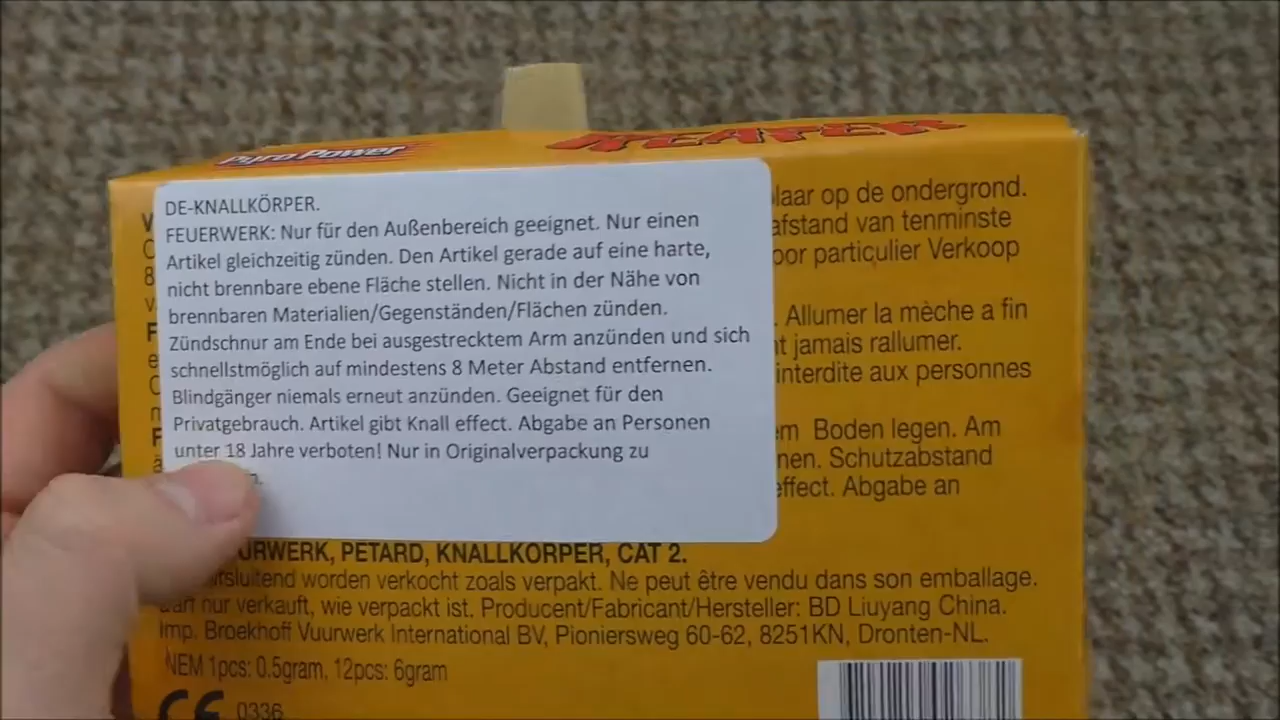 Pyro Power REAPER
DE-KNALLKÖRPER.
FEUERWERK: Nur für den Außenbereich geeignet. Nur einen
Artikel gleichzeitig zünden. Den Artikel gerade auf eine harte,
nicht brennbare ebene Fläche stellen. Nicht in der Nähe von
brennbaren Materialien/Gegenständen/Flächen zünden.
Zündschnur am Ende bei ausgestrecktem Arm anzünden und sich
schnellstmöglich auf mindestens 8 Meter Abstand entfernen.
Blindgänger niemals erneut anzünden. Geeignet für den
Privatgebrauch. Artikel gibt Knall effect. Abgabe an Personen
unter 18 Jahre verboten! Nur in Originalverpackung zu
laar op de ondergrond.
afstand van tenminste
oor particulier Verkoop
. Allumer la mèche a fin
t jamais rallumer.
interdite aux personnes
m Boden legen. Am
nen. Schutzabstand
effect. Abgabe an
URWERK, PETARD, KNALLKORPER, CAT 2.
fsluitend worden verkocht zoals verpakt. Ne peut être vendu dans son emballage.
nur verkauft, wie verpackt ist. Producent/Fabricant/Hersteller: BD Liuyang China.
Imp. Broekhoff Vuurwerk International BV, Pioniersweg 60-62, 8251KN, Dronten-NL.
NEM 1pcs: 0.5gram, 12pcs: 6gram
CE 0336